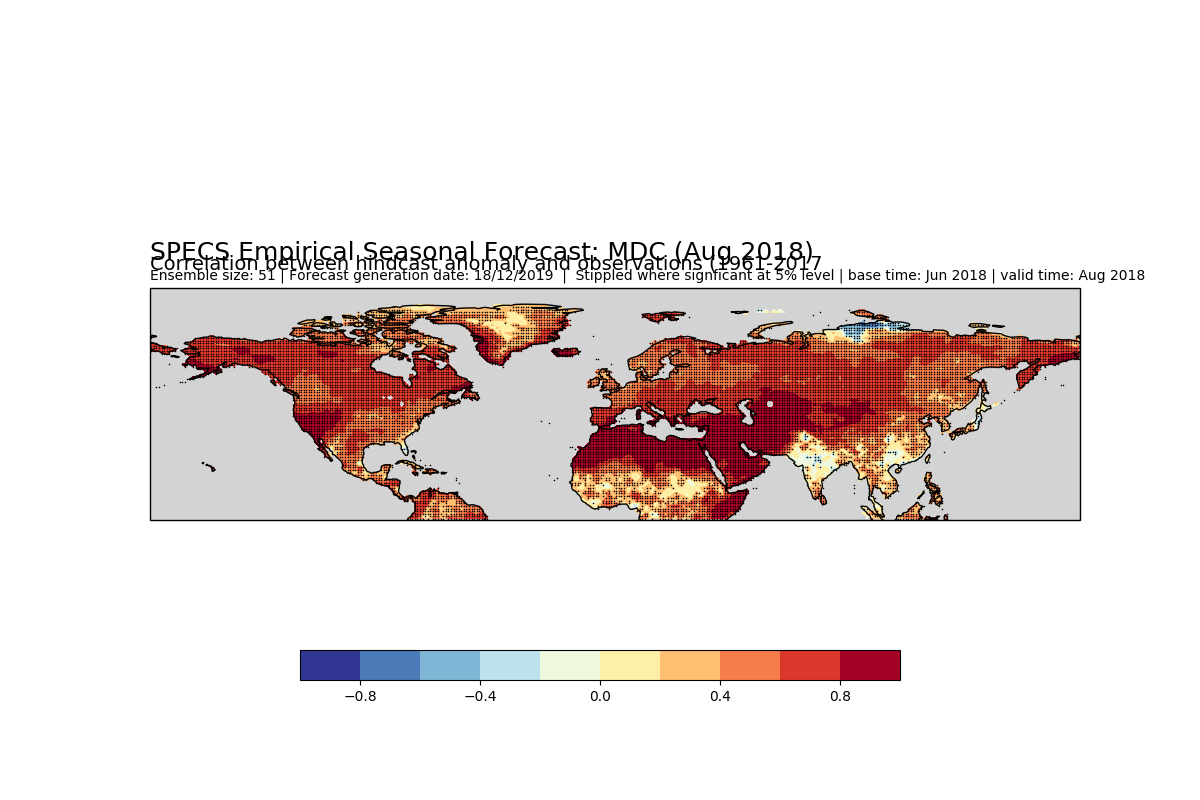 SPECS Empirical Seasonal Forecast: MDC (Aug 2018)
Correlation between hindcast anomaly and observations (1961-2017
Ensemble size: 51 | Forecast generation date: 18/12/2019 | Stippled where signficant at 5% level | base time: Jun 2018 | valid time: Aug 2018
−0.8 −0.4 0.0 0.4 0.8